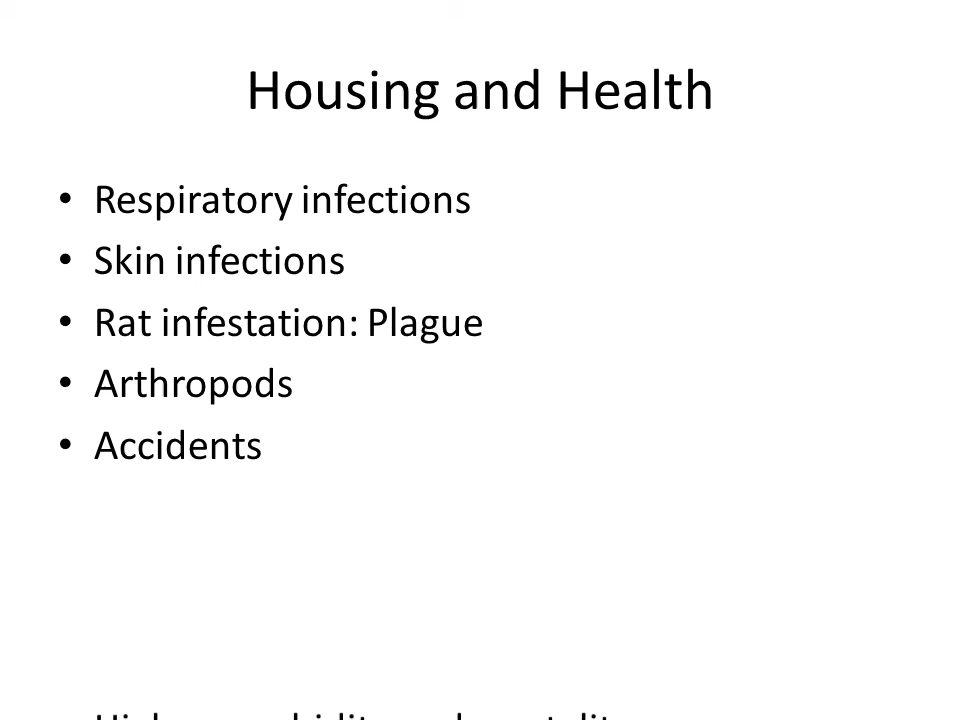 Housing and Health
• Respiratory infections
• Skin infections
• Rat infestation: Plague
• Arthropods
• Accidents